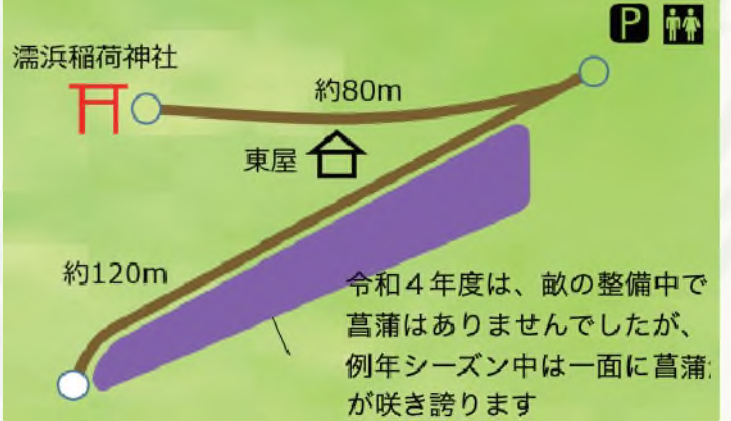 P
濡浜稲荷神社
約80m
東屋
約120m
令和４年度は、畝の整備中で
菖蒲はありませんでしたが、
例年シーズン中は一面に菖蒲
が咲き誇ります